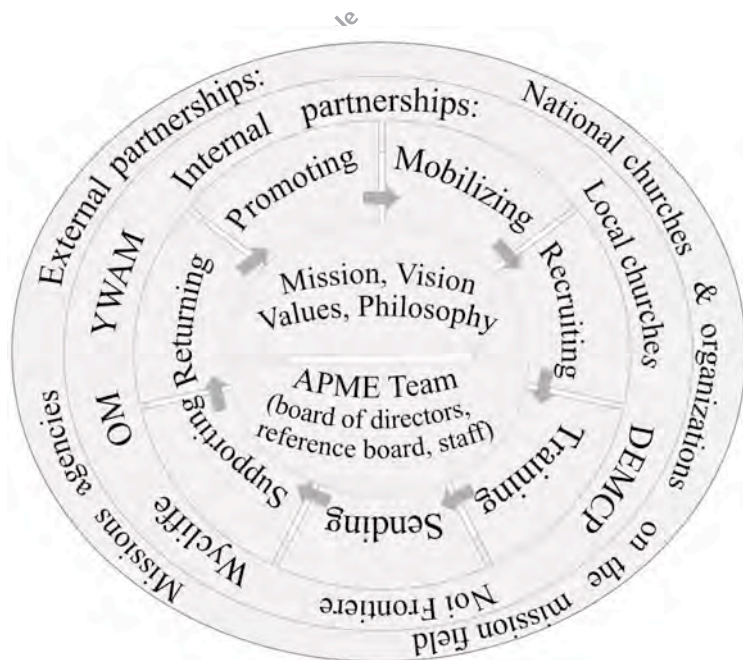 le
External partnerships:
National churches & organizations on the mission field
Missions agencies
Internal partnerships:
Local churches
DEMCP
Noi Frontiere
Wycliffe
OM
YWAM
Promoting
Mobilizing
Recruiting
Training
Sending
Supporting
Returning
Mission, Vision
Values, Philosophy
APME Team
(board of directors,
reference board, staff)